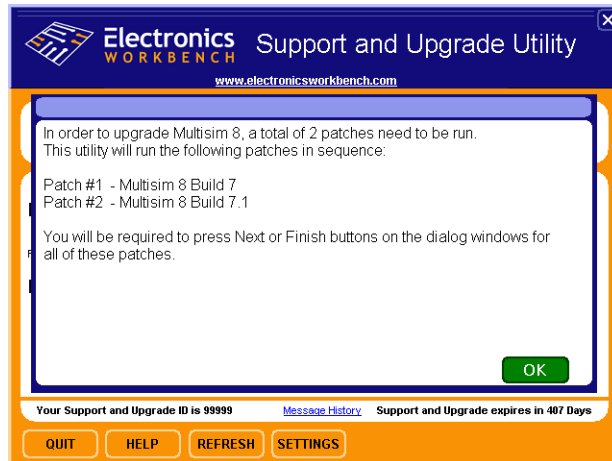 Electronics
WORKBENCH
Support and Upgrade Utility
www.electronicsworkbench.com
In order to upgrade Multisim 8, a total of 2 patches need to be run.
This utility will run the following patches in sequence:
Patch #1 - Multisim 8 Build 7
Patch #2 - Multisim 8 Build 7.1
You will be required to press Next or Finish buttons on the dialog windows for
all of these patches.
OK
Your Support and Upgrade ID is 99999 Message History Support and Upgrade expires in 407 Days
QUIT HELP REFRESH SETTINGS